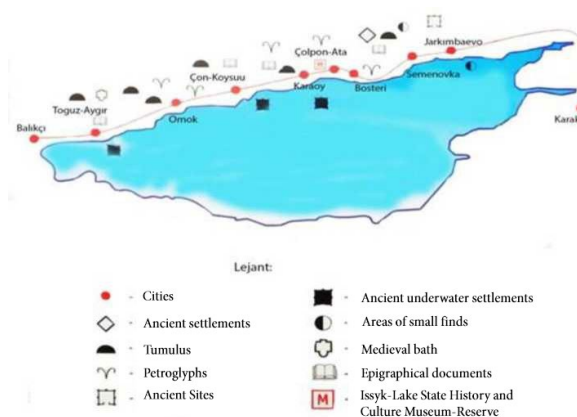 Jarkımbaevo
Çolpon-Ata
Çon-Koysuu
Karaoy
Bosteri
Semenovka
Toguz-Aygır
Ornok
Balıkçı
Karak
Lejant:
- Cities
- Ancient settlements
- Tumulus
- Petroglyphs
- Ancient Sites
- Ancient underwater settlements
- Areas of small finds
- Medieval bath
- Epigraphical documents
M - Issyk-Lake State History and
Culture Museum-Reserve